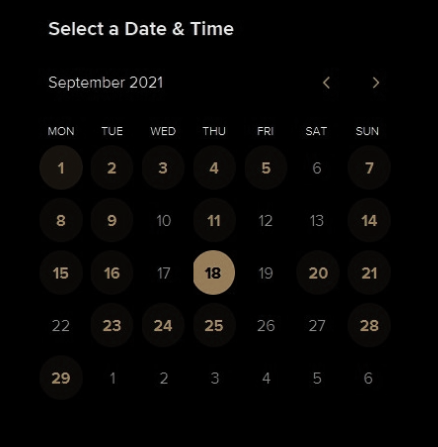 Select a Date & Time
September 2021
MON TUE WED THU FRI SAT SUN
1 2 3 4 5 6 7
8 9 10 11 12 13 14
15 16 17 18 19 20 21
22 23 24 25 26 27 28
29 1 2 3 4 5 6